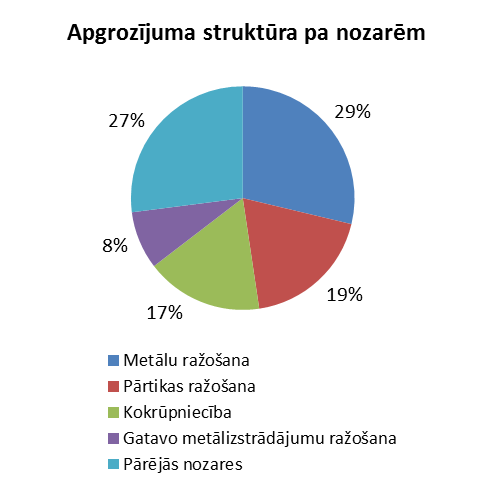 Apgrozījuma struktūra pa nozarēm
27%
29%
8%
19%
17%
Metālu ražošana
Pārtikas ražošana
Kokrūpniecība
Gatavo metālizstrādājumu ražošana
Pārējās nozares